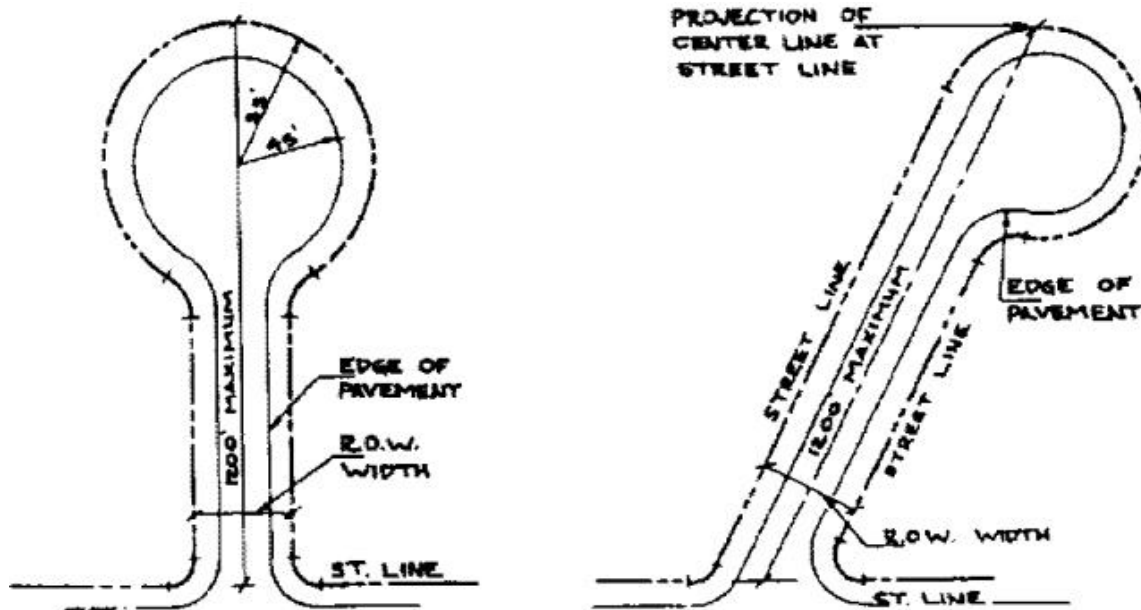 55'
45'
1200' MAXIMUM
EDGE OF
PAVEMENT
R.O.W.
WIDTH
ST. LINE
PROJECTION OF
CENTER LINE AT
STREET LINE
STREET LINE
1200 MAXIMUM
STREET LINE
EDGE OF
PAVEMENT
R.O.W. WIDTH
ST. LINE